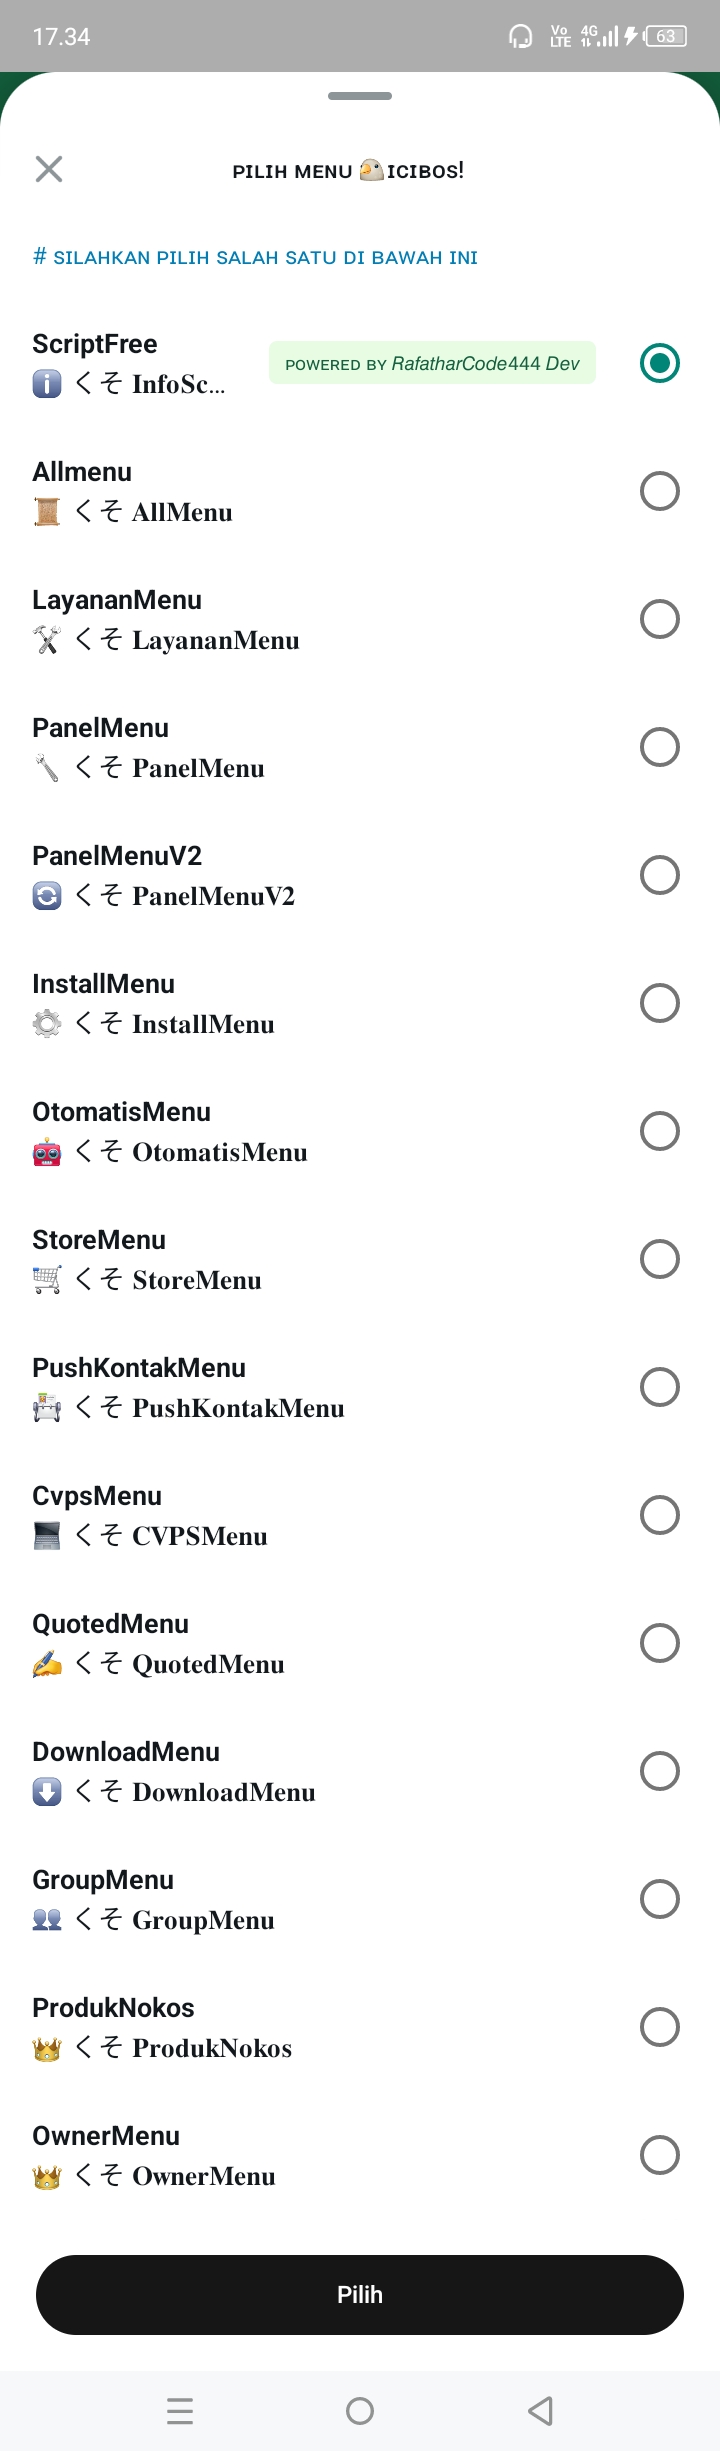 17.34
Vo LTE 4G 63
PILIH MENU ICIBOS!
# SILAHKAN PILIH SALAH SATU DI BAWAH INI
ScriptFree
くそ InfoSc...
POWERED BY RafatharCode444 Dev
Allmenu
くそ AllMenu
LayananMenu
くそ LayananMenu
PanelMenu
くそ PanelMenu
PanelMenuV2
くそ PanelMenuV2
InstallMenu
くそ InstallMenu
OtomatisMenu
くそ OtomatisMenu
StoreMenu
くそ StoreMenu
PushKontakMenu
くそ PushKontakMenu
CvpsMenu
くそ CVPSMenu
QuotedMenu
くそ QuotedMenu
DownloadMenu
くそ DownloadMenu
GroupMenu
くそ GroupMenu
ProdukNokos
くそ ProdukNokos
OwnerMenu
くそ OwnerMenu
Pilih